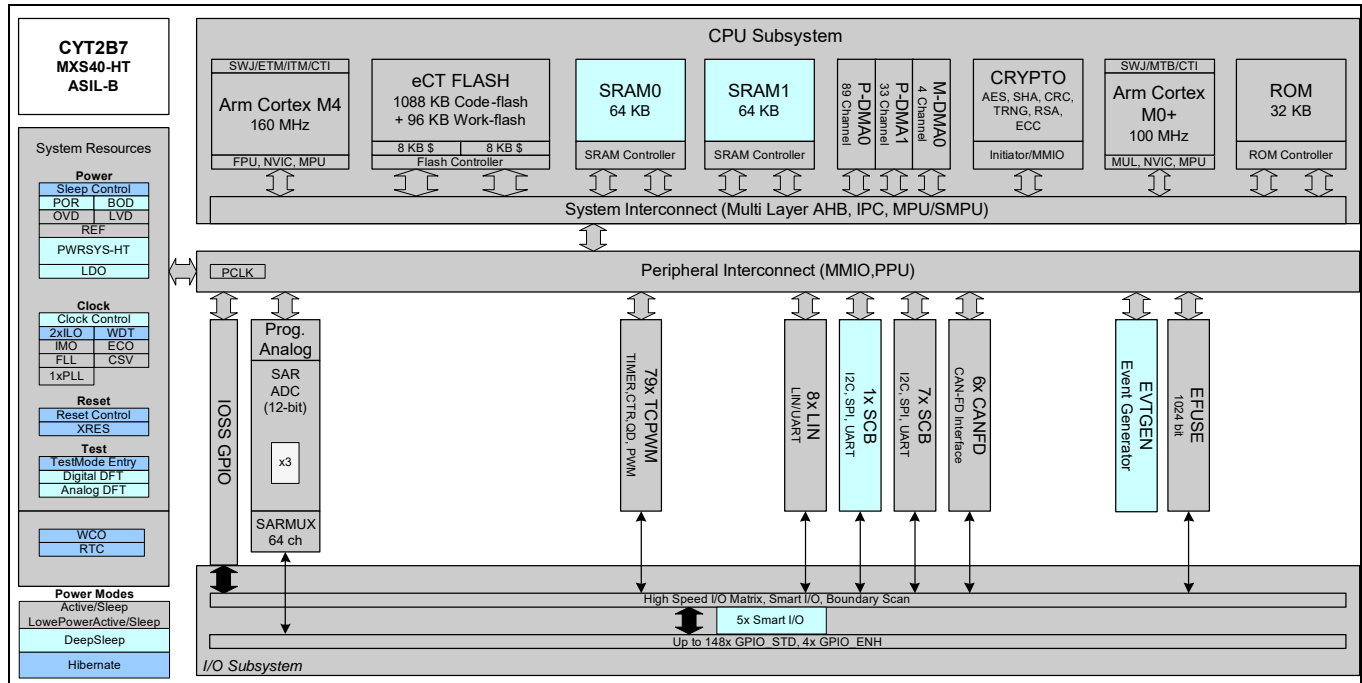 CYT2B7
MXS40-HT
ASIL-B
System Resources
Power
Sleep Control
POR BOD
OVD LVD
REF
PWRSYS-HT
LDO
Clock
Clock Control
2xILO WDT
IMO ECO
FLL CSV
1xPLL
Reset
Reset Control
XRES
Test
TestMode Entry
Digital DFT
Analog DFT
WCO
RTC
Power Modes
Active/Sleep
LowePowerActive/Sleep
DeepSleep
Hibernate
CPU Subsystem
SWJ/ETM/ITM/CTI
Arm Cortex M4
160 MHz
FPU, NVIC, MPU
eCT FLASH
1088 KB Code-flash
+ 96 KB Work-flash
8 KB $ 8 KB $
Flash Controller
SRAM0
64 KB
SRAM Controller
SRAM1
64 KB
SRAM Controller
P-DMA0
89 Channel
P-DMA1
33 Channel
M-DMA0
4 Channel
CRYPTO
AES, SHA, CRC,
TRNG, RSA,
ECC
Initiator/MMIO
SWJ/MTB/CTI
Arm Cortex
M0+
100 MHz
MUL, NVIC, MPU
ROM
32 KB
ROM Controller
System Interconnect (Multi Layer AHB, IPC, MPU/SMPU)
PCLK
Peripheral Interconnect (MMIO,PPU)
IOSS GPIO
Prog.
Analog
SAR
ADC
(12-bit)
x3
SARMUX
64 ch
79x TCPWM
TIMER,CTR,QD, PWM
8x LIN
LIN/UART
1x SCB
I2C, SPI, UART
7x SCB
I2C, SPI, UART
6x CANFD
CAN-FD Interface
EVTGEN
Event Generator
EFUSE
1024 bit
High Speed I/O Matrix, Smart I/O, Boundary Scan
5x Smart I/O
Up to 148x GPIO_STD, 4x GPIO_ENH
I/O Subsystem